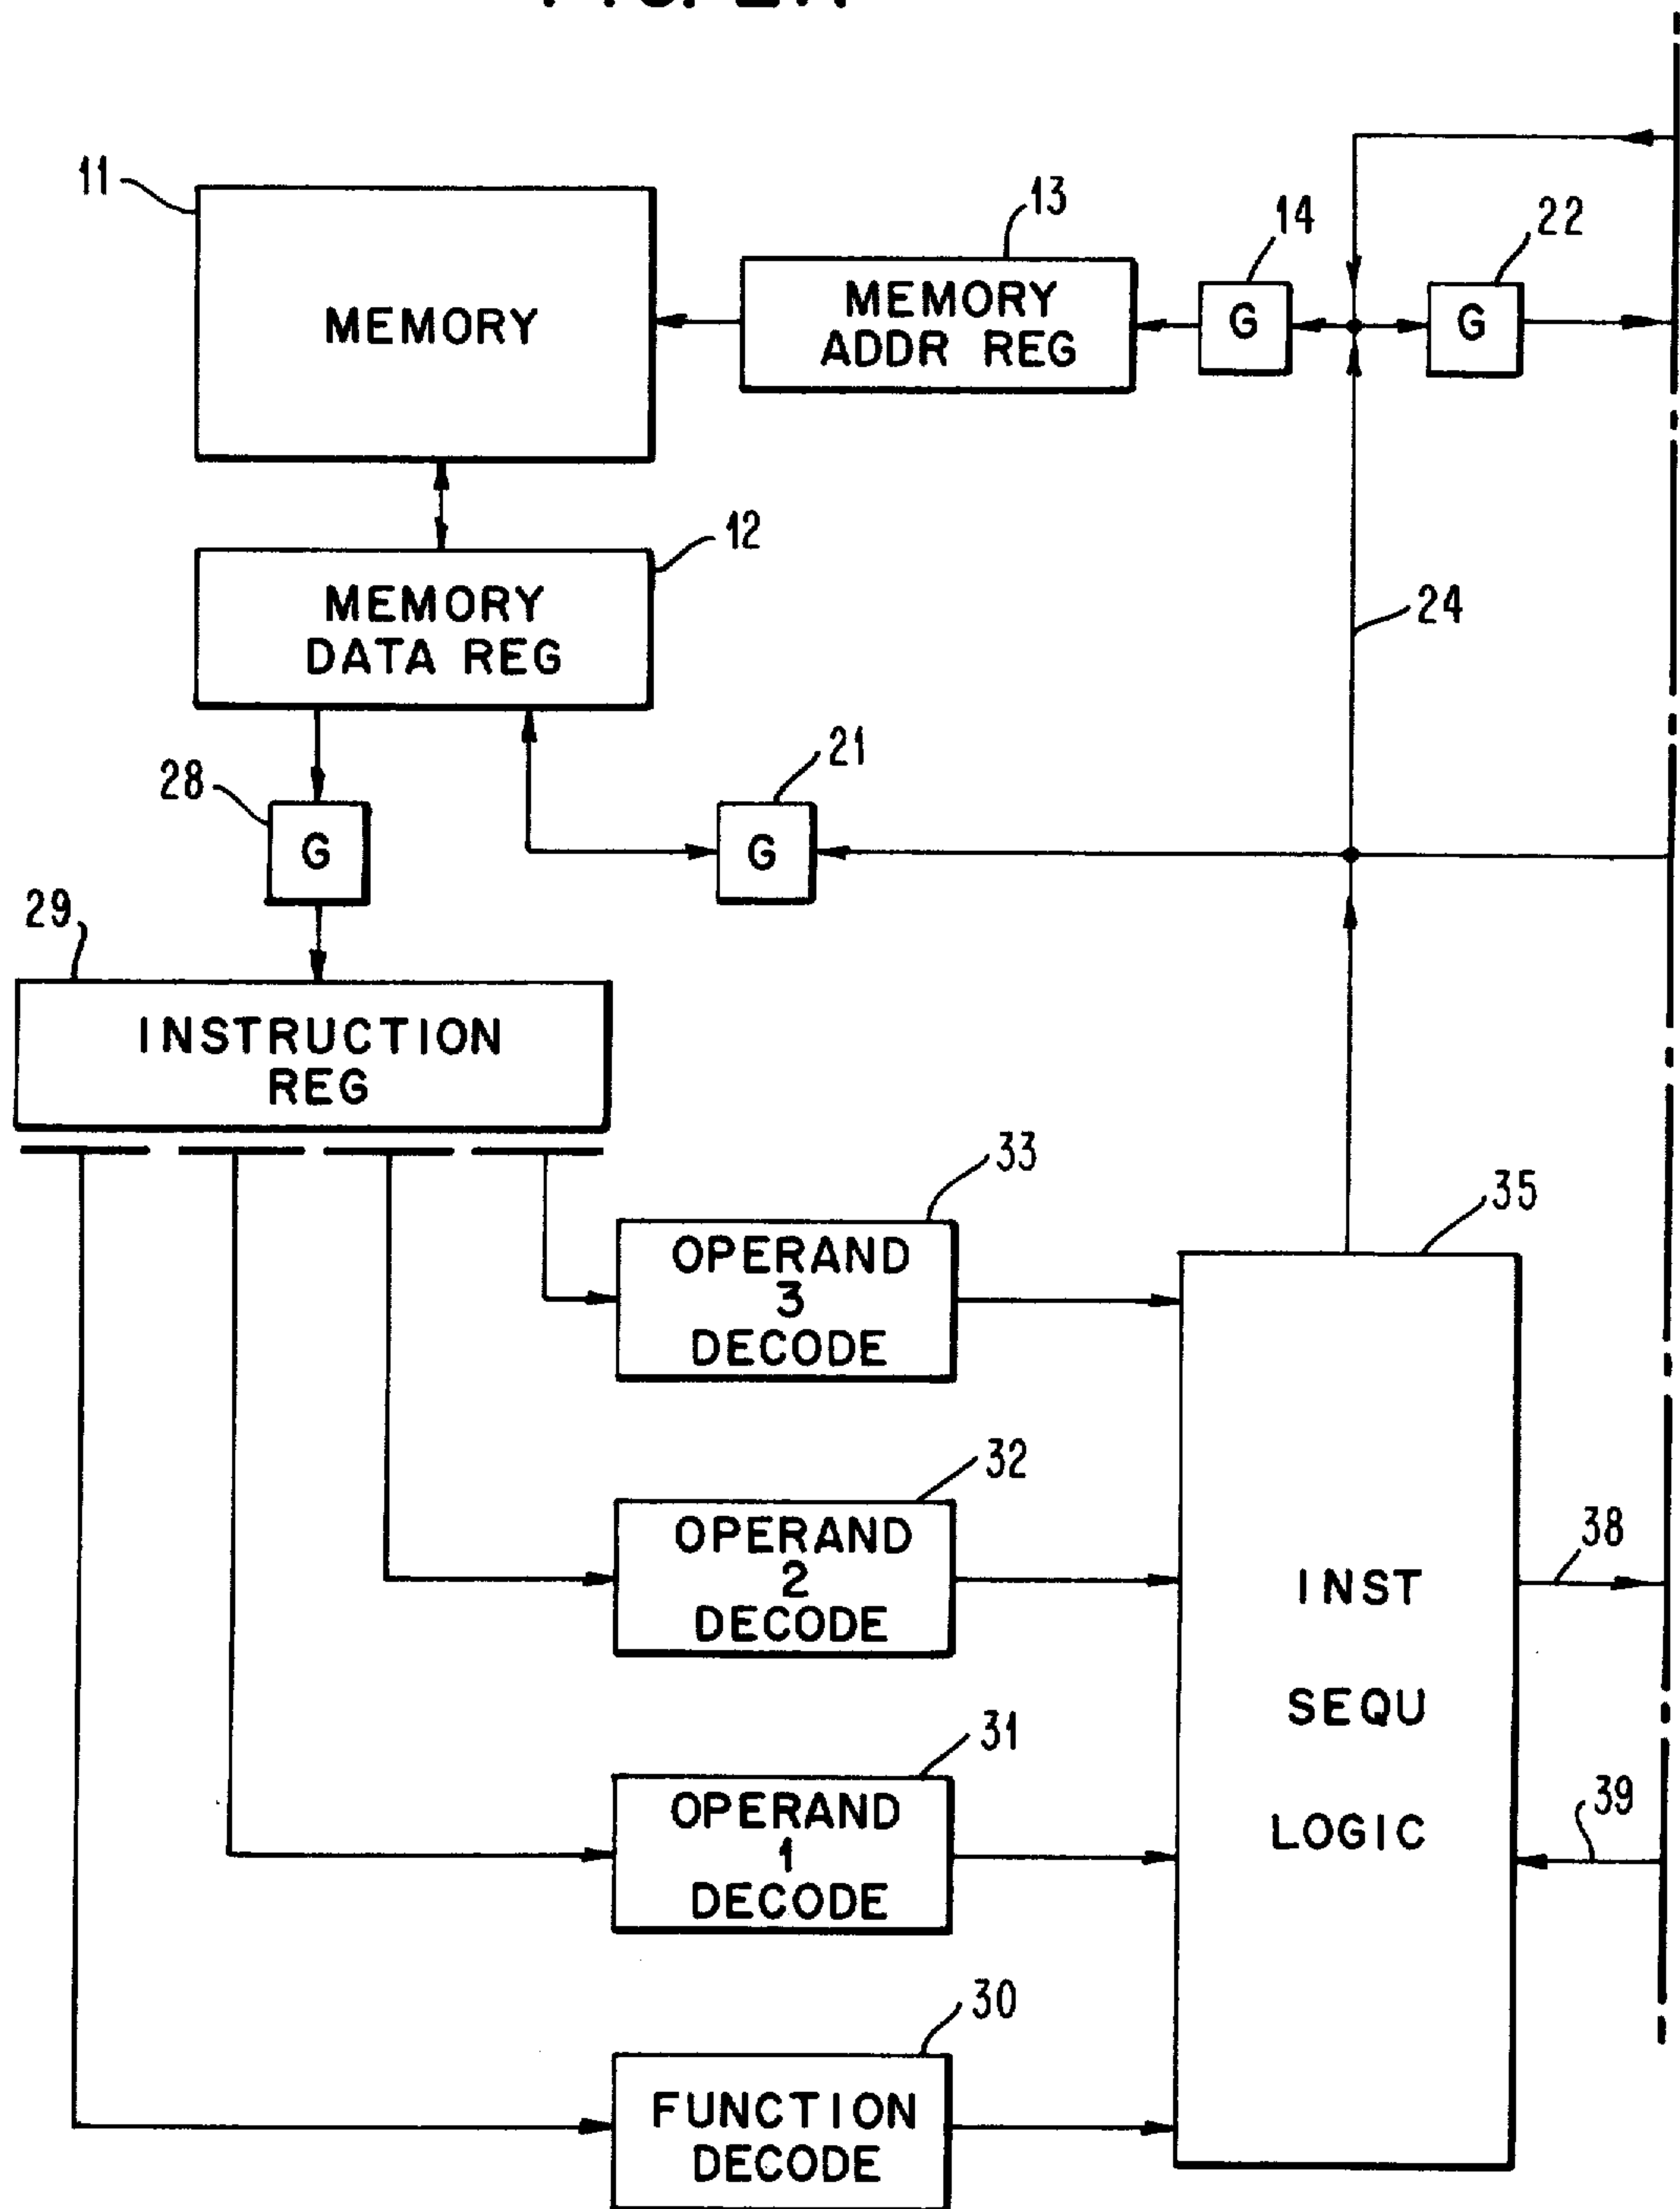 11
13
14
22
MEMORY
MEMORY
ADDR REG
G
G
12
MEMORY
DATA REG
24
21
28
G
G
29
INSTRUCTION
REG
33
35
OPERAND
3
DECODE
32
OPERAND
2
DECODE
38
INST
SEQU
LOGIC
31
OPERAND
1
DECODE
39
30
FUNCTION
DECODE